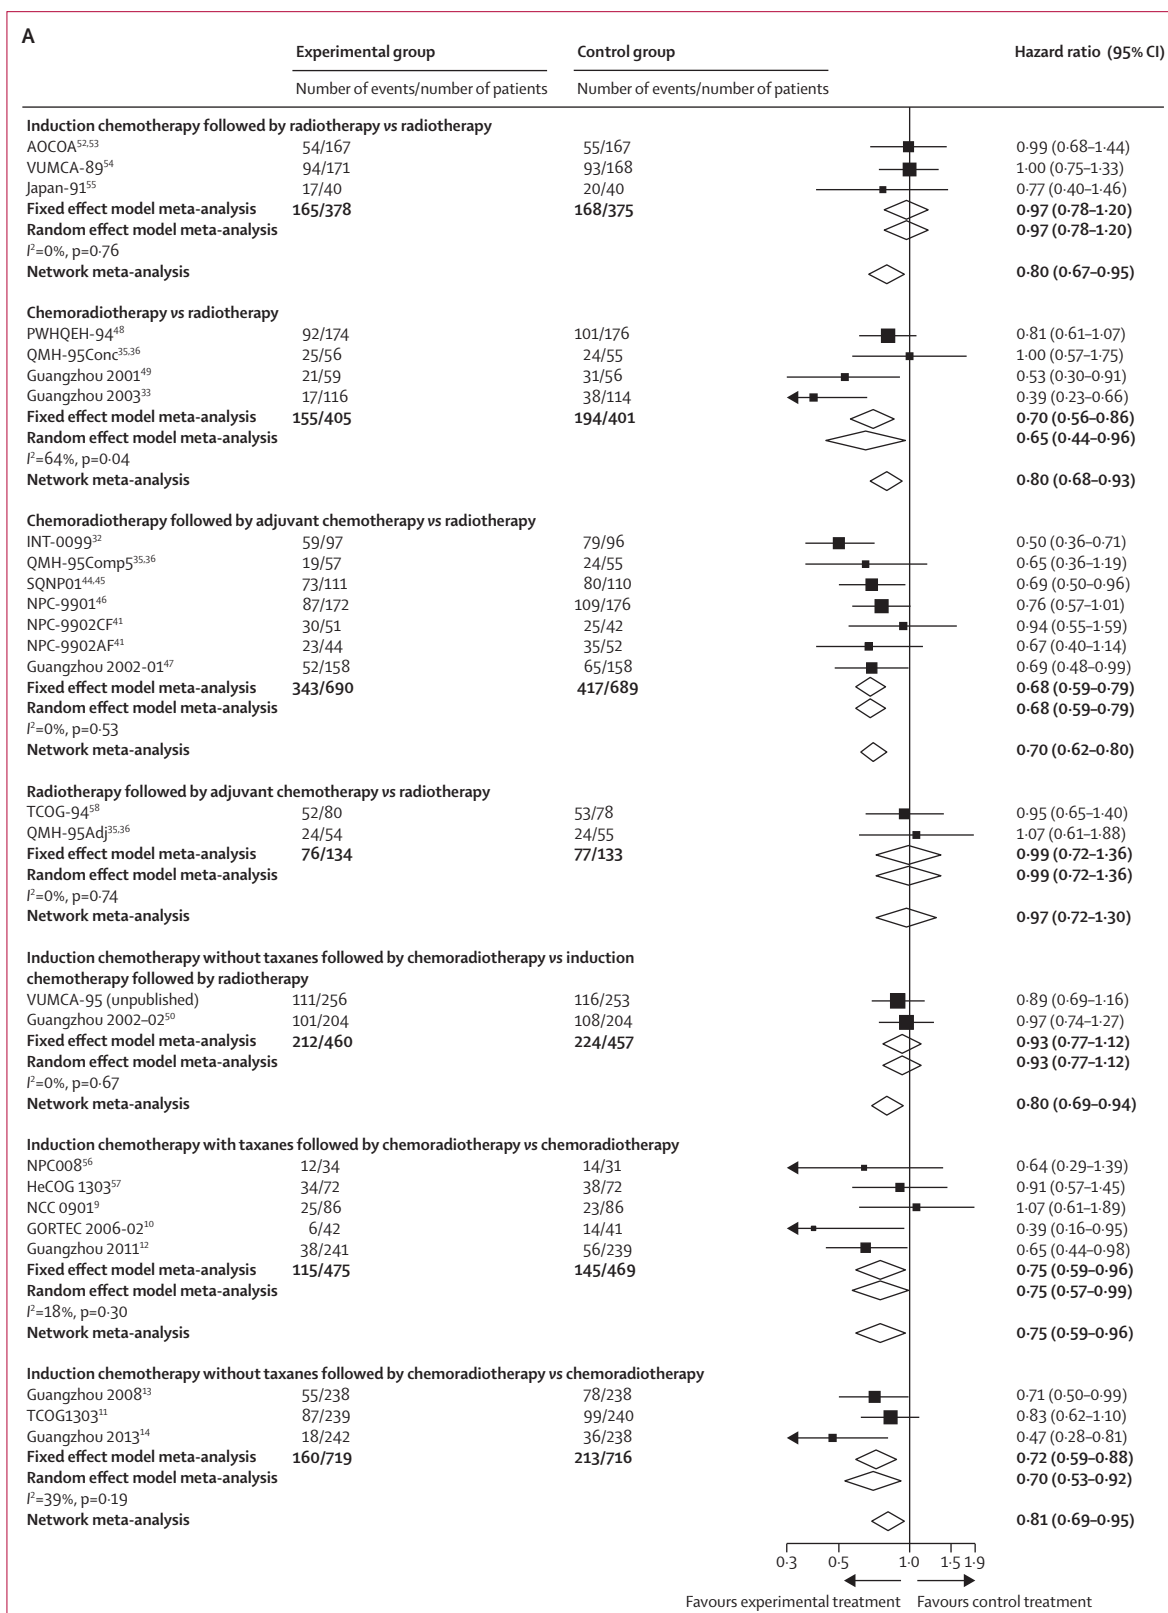 A
Experimental group Control group Hazard ratio (95% CI)
Number of events/number of patients Number of events/number of patients
Induction chemotherapy followed by radiotherapy vs radiotherapy
AOCOA52,53 54/167 55/167 0·99 (0·68–1·44)
VUMCA-8954 94/171 93/168 1·00 (0·75–1·33)
Japan-9155 17/40 20/40 0·77 (0·40–1·46)
Fixed effect model meta-analysis 165/378 168/375 0·97 (0·78–1·20)
Random effect model meta-analysis 0·97 (0·78–1·20)
I2=0%, p=0·76
Network meta-analysis 0·80 (0·67–0·95)
Chemoradiotherapy vs radiotherapy
PWHQEH-9448 92/174 101/176 0·81 (0·61–1·07)
QMH-95Conc35,36 25/56 24/55 1·00 (0·57–1·75)
Guangzhou 200149 21/59 31/56 0·53 (0·30–0·91)
Guangzhou 200333 17/116 38/114 0·39 (0·23–0·66)
Fixed effect model meta-analysis 155/405 194/401 0·70 (0·56–0·86)
Random effect model meta-analysis 0·65 (0·44–0·96)
I2=64%, p=0·04
Network meta-analysis 0·80 (0·68–0·93)
Chemoradiotherapy followed by adjuvant chemotherapy vs radiotherapy
INT-009932 59/97 79/96 0·50 (0·36–0·71)
QMH-95Comp535,36 19/57 24/55 0·65 (0·36–1·19)
SQNP0144,45 73/111 80/110 0·69 (0·50–0·96)
NPC-990146 87/172 109/176 0·76 (0·57–1·01)
NPC-9902CF41 30/51 25/42 0·94 (0·55–1·59)
NPC-9902AF41 23/44 35/52 0·67 (0·40–1·14)
Guangzhou 2002-0147 52/158 65/158 0·69 (0·48–0·99)
Fixed effect model meta-analysis 343/690 417/689 0·68 (0·59–0·79)
Random effect model meta-analysis 0·68 (0·59–0·79)
I2=0%, p=0·53
Network meta-analysis 0·70 (0·62–0·80)
Radiotherapy followed by adjuvant chemotherapy vs radiotherapy
TCOG-9458 52/80 53/78 0·95 (0·65–1·40)
QMH-95Adj35,36 24/54 24/55 1·07 (0·61–1·88)
Fixed effect model meta-analysis 76/134 77/133 0·99 (0·72–1·36)
Random effect model meta-analysis 0·99 (0·72–1·36)
I2=0%, p=0·74
Network meta-analysis 0·97 (0·72–1·30)
Induction chemotherapy without taxanes followed by chemoradiotherapy vs induction
chemotherapy followed by radiotherapy
VUMCA-95 (unpublished) 111/256 116/253 0·89 (0·69–1·16)
Guangzhou 2002–0250 101/204 108/204 0·97 (0·74–1·27)
Fixed effect model meta-analysis 212/460 224/457 0·93 (0·77–1·12)
Random effect model meta-analysis 0·93 (0·77–1·12)
I2=0%, p=0·67
Network meta-analysis 0·80 (0·69–0·94)
Induction chemotherapy with taxanes followed by chemoradiotherapy vs chemoradiotherapy
NPC00856 12/34 14/31 0·64 (0·29–1·39)
HeCOG 130357 34/72 38/72 0·91 (0·57–1·45)
NCC 09019 25/86 23/86 1·07 (0·61–1·89)
GORTEC 2006-0210 6/42 14/41 0·39 (0·16–0·95)
Guangzhou 201112 38/241 56/239 0·65 (0·44–0·98)
Fixed effect model meta-analysis 115/475 145/469 0·75 (0·59–0·96)
Random effect model meta-analysis 0·75 (0·57–0·99)
I2=18%, p=0·30
Network meta-analysis 0·75 (0·59–0·96)
Induction chemotherapy without taxanes followed by chemoradiotherapy vs chemoradiotherapy
Guangzhou 200813 55/238 78/238 0·71 (0·50–0·99)
TCOG130311 87/239 99/240 0·83 (0·62–1·10)
Guangzhou 201314 18/242 36/238 0·47 (0·28–0·81)
Fixed effect model meta-analysis 160/719 213/716 0·72 (0·59–0·88)
Random effect model meta-analysis 0·70 (0·53–0·92)
I2=39%, p=0·19
Network meta-analysis 0·81 (0·69–0·95)
0·3 0·5 1·0 1·5 1·9
Favours experimental treatment Favours control treatment